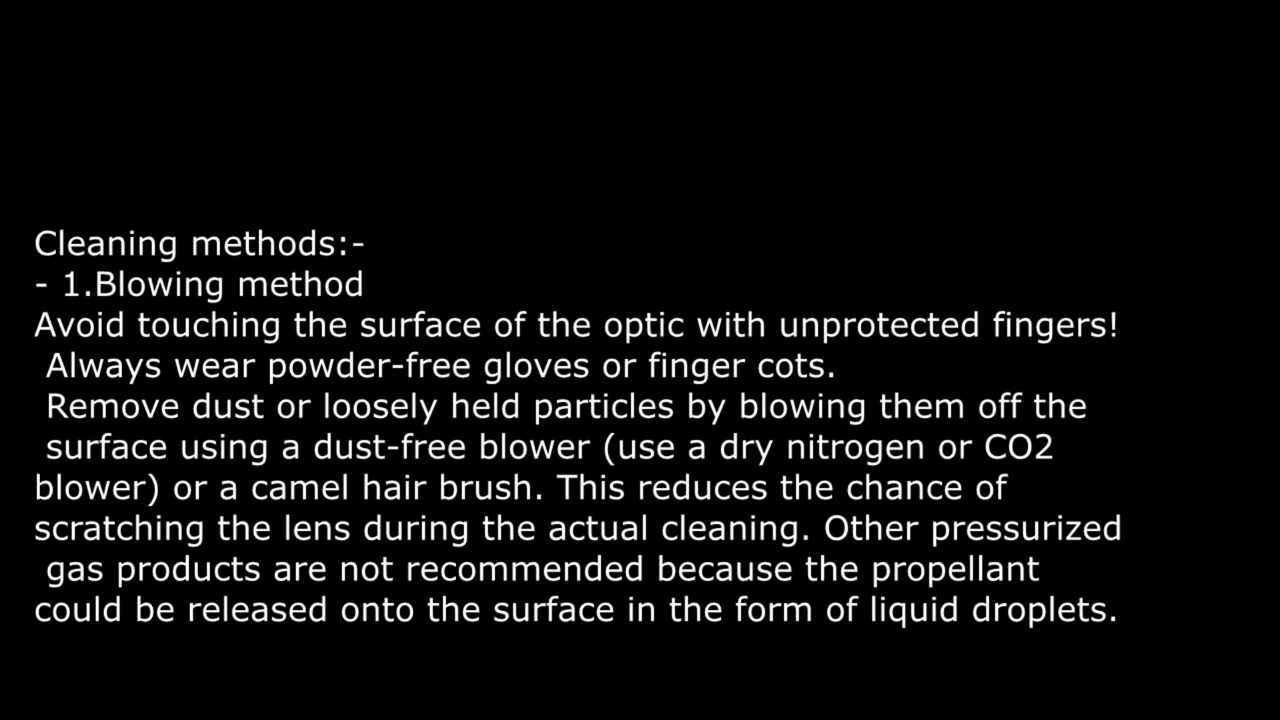 Cleaning methods:-
- 1.Blowing method
Avoid touching the surface of the optic with unprotected fingers!
Always wear powder-free gloves or finger cots.
Remove dust or loosely held particles by blowing them off the
surface using a dust-free blower (use a dry nitrogen or CO2
blower) or a camel hair brush. This reduces the chance of
scratching the lens during the actual cleaning. Other pressurized
gas products are not recommended because the propellant
could be released onto the surface in the form of liquid droplets.